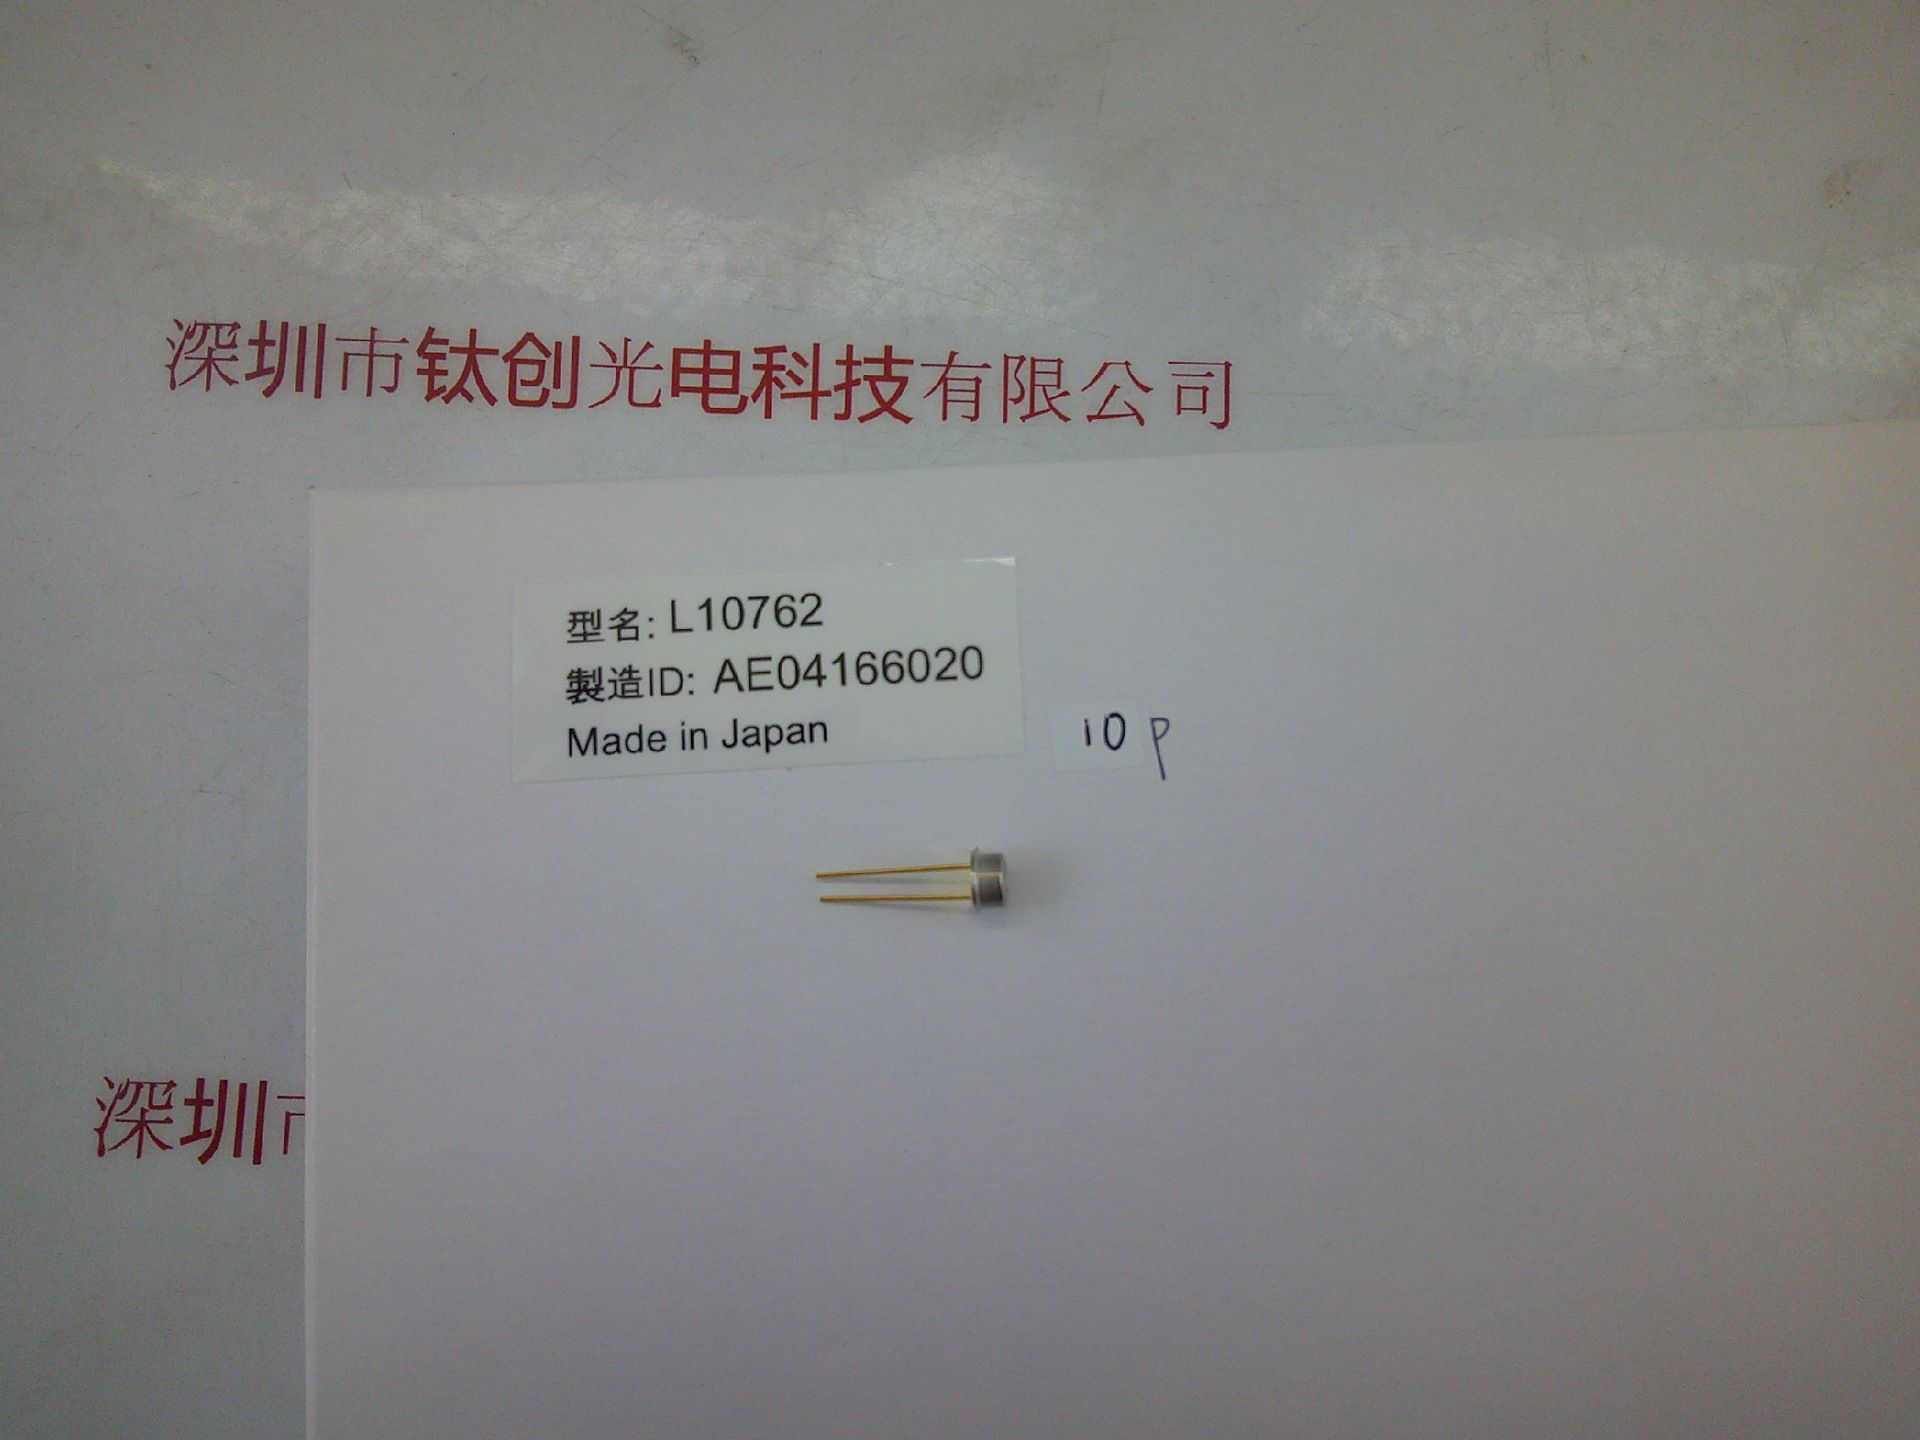 深圳市钛创光电科技有限公司
型名: L10762
製造ID: AE04166020
Made in Japan
10 p
深圳市